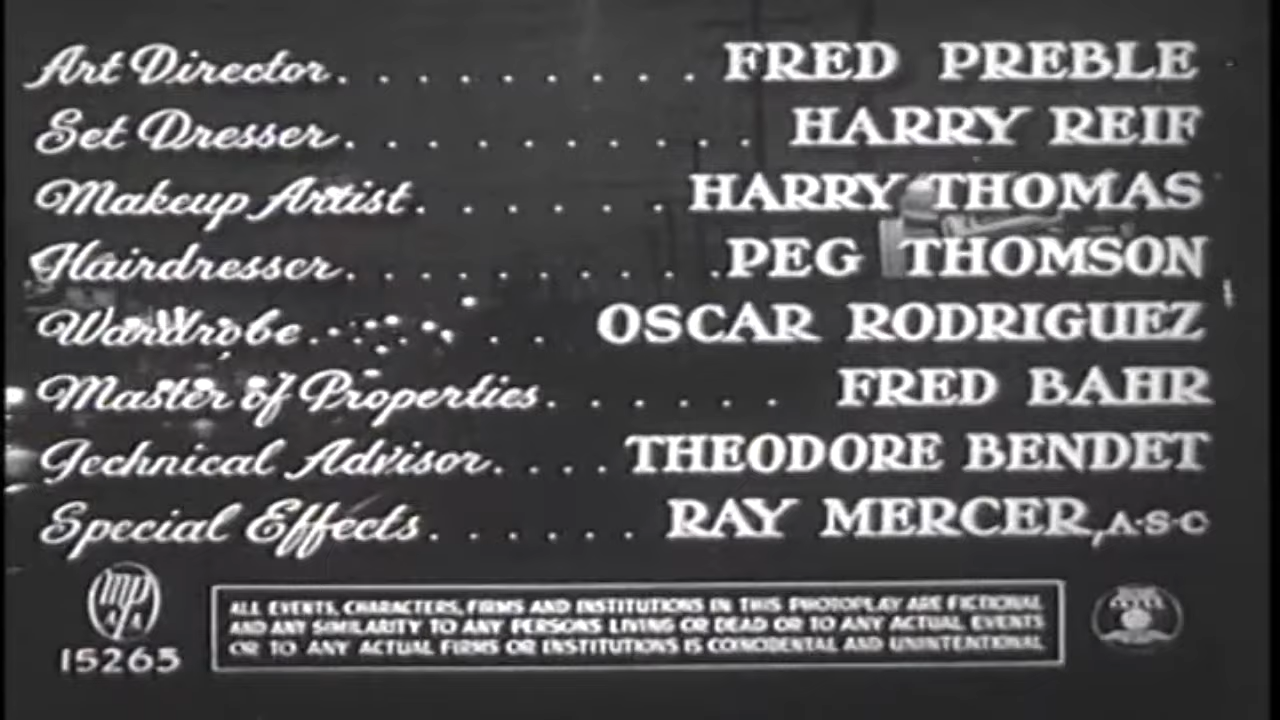 Art Director. . . . . . . . . . FRED PREBLE
Set Dresser. . . . . . . . . . . HARRY REIF
Makeup Artist. . . . . . HARRY THOMAS
Hairdresser. . . . . . . . . . .PEG THOMSON
Wardrobe. . . . . . . OSCAR RODRIGUEZ
Master of Properties. . . . . . . FRED BAHR
Technical Advisor. . . . .THEODORE BENDET
Special Effects. . . . . . . RAY MERCER, A·S·C
MPAA
15265
ALL EVENTS, CHARACTERS, FIRMS AND INSTITUTIONS IN THIS PHOTOPLAY ARE FICTIONAL
AND ANY SIMILARITY TO ANY PERSONS LIVING OR DEAD OR TO ANY ACTUAL EVENTS
OR TO ANY ACTUAL FIRMS OR INSTITUTIONS IS COINCIDENTAL AND UNINTENTIONAL